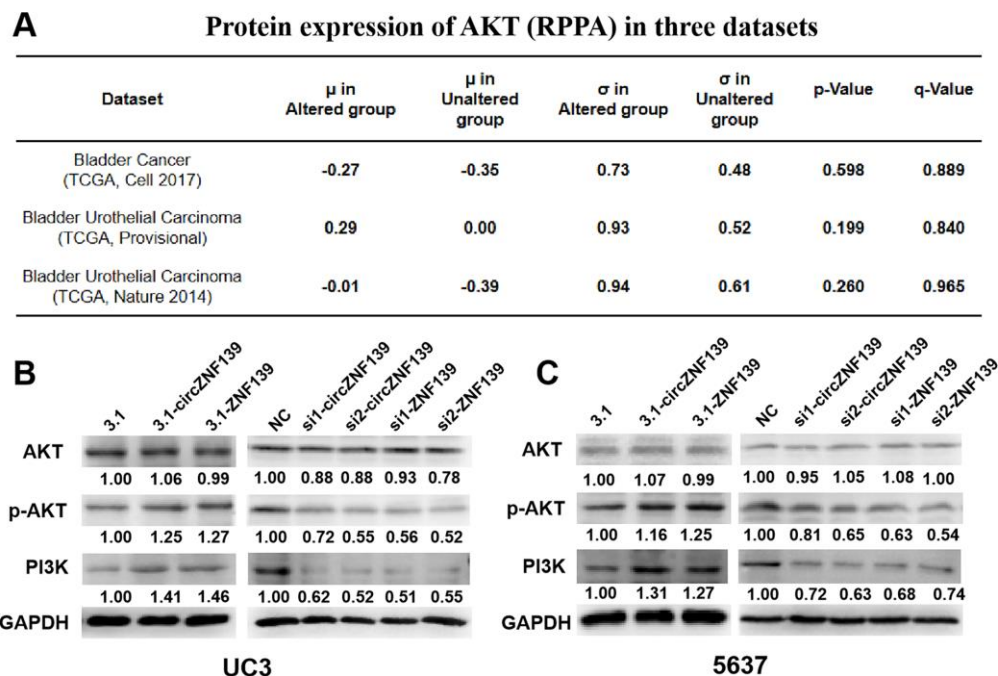 A
Protein expression of AKT (RPPA) in three datasets
Dataset
μ in
Altered group
μ in
Unaltered
group
σ in
Altered group
σ in
Unaltered
group
p-Value
q-Value
Bladder Cancer
(TCGA, Cell 2017)
-0.27 -0.35 0.73 0.48 0.598 0.889
Bladder Urothelial Carcinoma
(TCGA, Provisional)
0.29 0.00 0.93 0.52 0.199 0.840
Bladder Urothelial Carcinoma
(TCGA, Nature 2014)
-0.01 -0.39 0.94 0.61 0.260 0.965
B
3.1 3.1-circZNF139 3.1-ZNF139 NC si1-circZNF139 si2-circZNF139 si1-ZNF139 si2-ZNF139
AKT
1.00 1.06 0.99 1.00 0.88 0.88 0.93 0.78
p-AKT
1.00 1.25 1.27 1.00 0.72 0.55 0.56 0.52
PI3K
1.00 1.41 1.46 1.00 0.62 0.52 0.51 0.55
GAPDH
UC3
C
3.1 3.1-circZNF139 3.1-ZNF139 NC si1-circZNF139 si2-circZNF139 si1-ZNF139 si2-ZNF139
AKT
1.00 1.07 0.99 1.00 0.95 1.05 1.08 1.00
p-AKT
1.00 1.16 1.25 1.00 0.81 0.65 0.63 0.54
PI3K
1.00 1.31 1.27 1.00 0.72 0.63 0.68 0.74
GAPDH
5637